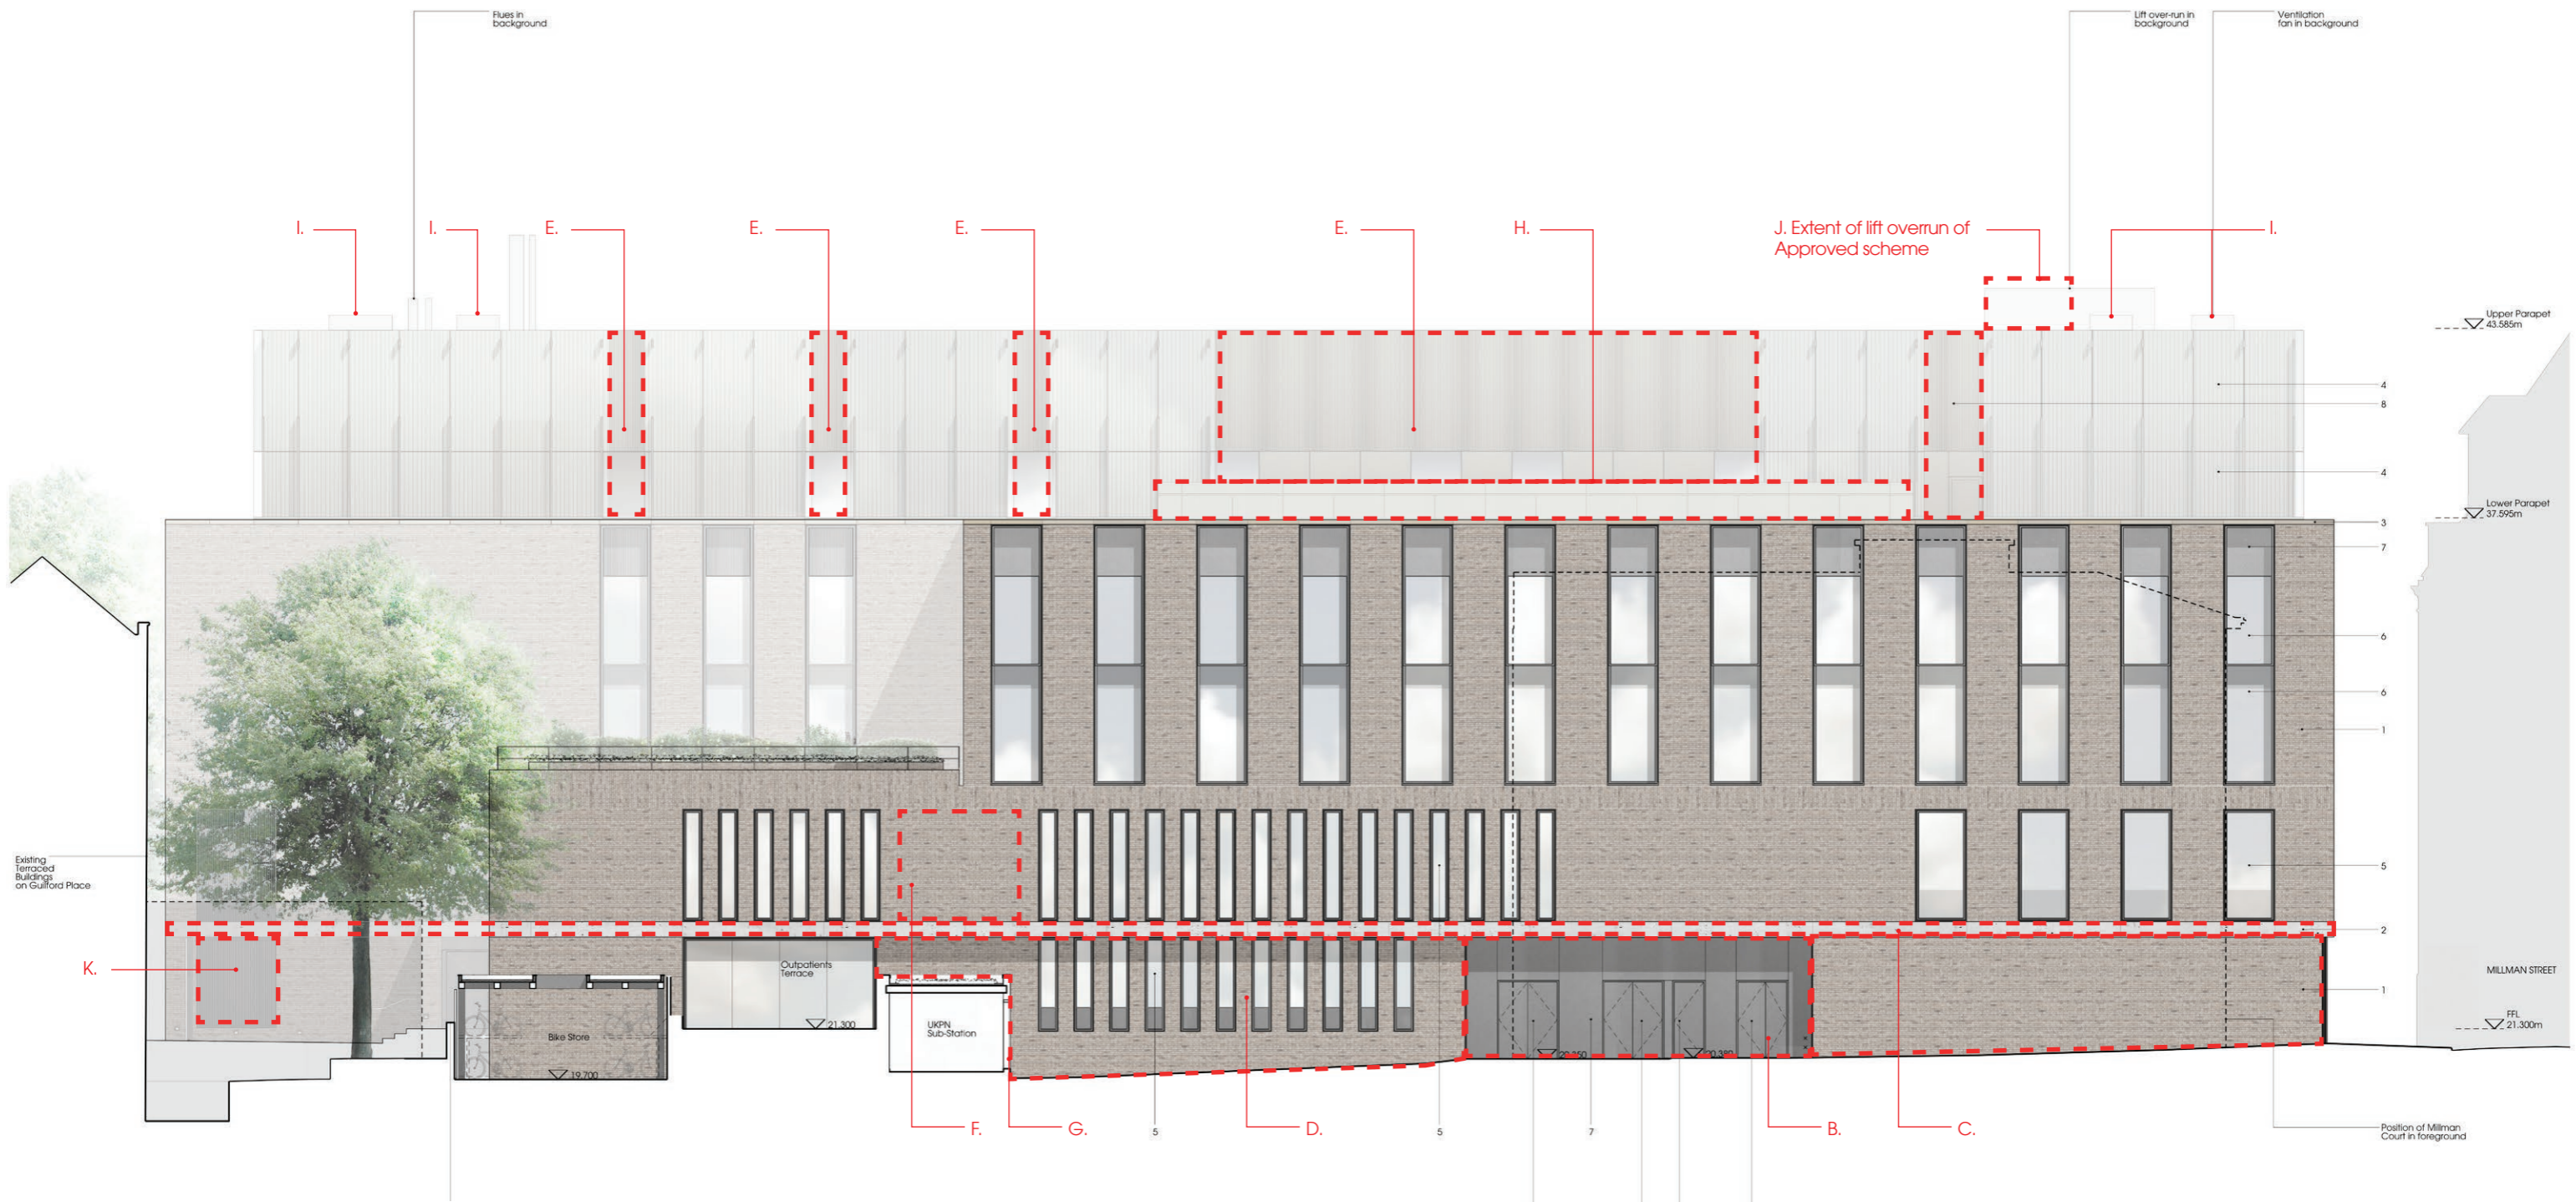 Flues in
background
Lift over-run in
background
Ventilation
fan in background
I.
I.
E.
E.
E.
E.
H.
J. Extent of lift overrun of
Approved scheme
I.
Upper Parapet
43.585m
4
8
4
Lower Parapet
37.595m
3
7
6
6
1
Existing
Terraced
Buildings
on Guilford Place
5
2
K.
Outpatients
Terrace
MILLMAN STREET
1
21.300
UKPN
Sub-Station
FFL
21.300m
Bike Store
19.700
20.380
F.
G.
5
D.
5
7
B.
C.
Position of Millman
Court in foreground